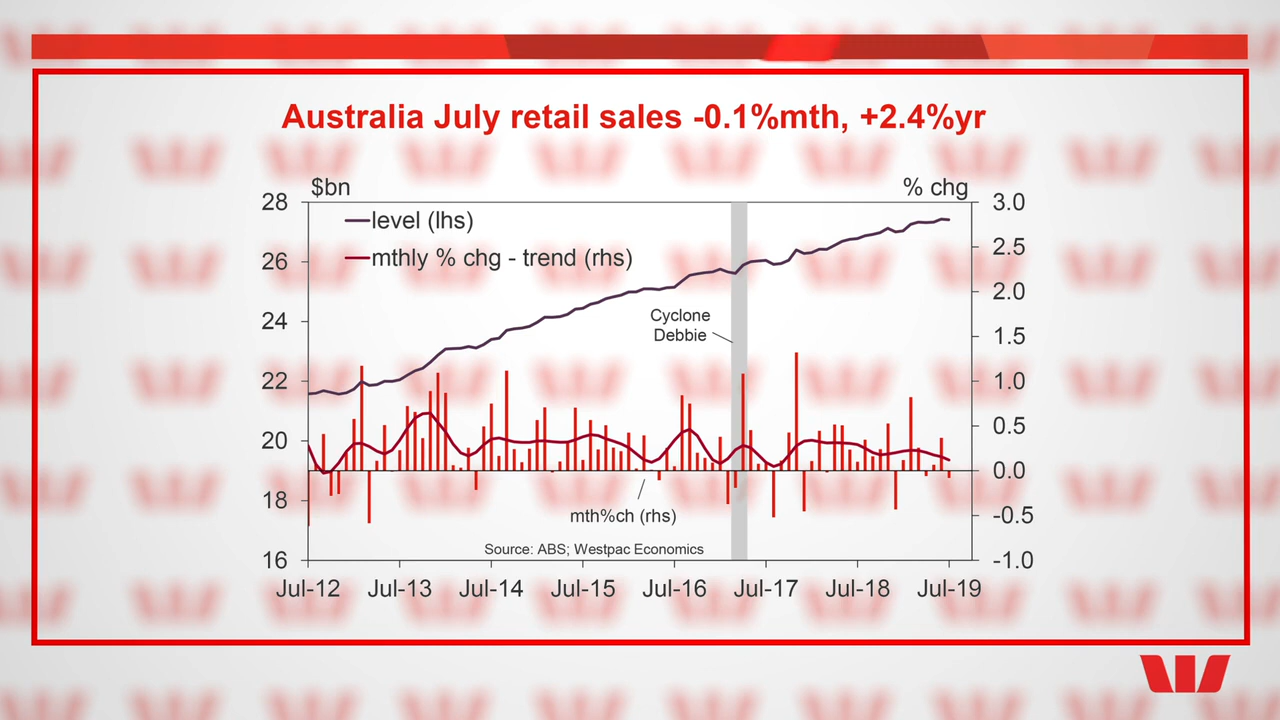 Australia July retail sales -0.1%mth, +2.4%yr
$bn
% chg
28
26
24
22
20
18
16
level (lhs)
mthly % chg - trend (rhs)
Cyclone
Debbie
mth%ch (rhs)
Source: ABS; Westpac Economics
3.0
2.5
2.0
1.5
1.0
0.5
0.0
-0.5
-1.0
Jul-12 Jul-13 Jul-14 Jul-15 Jul-16 Jul-17 Jul-18 Jul-19